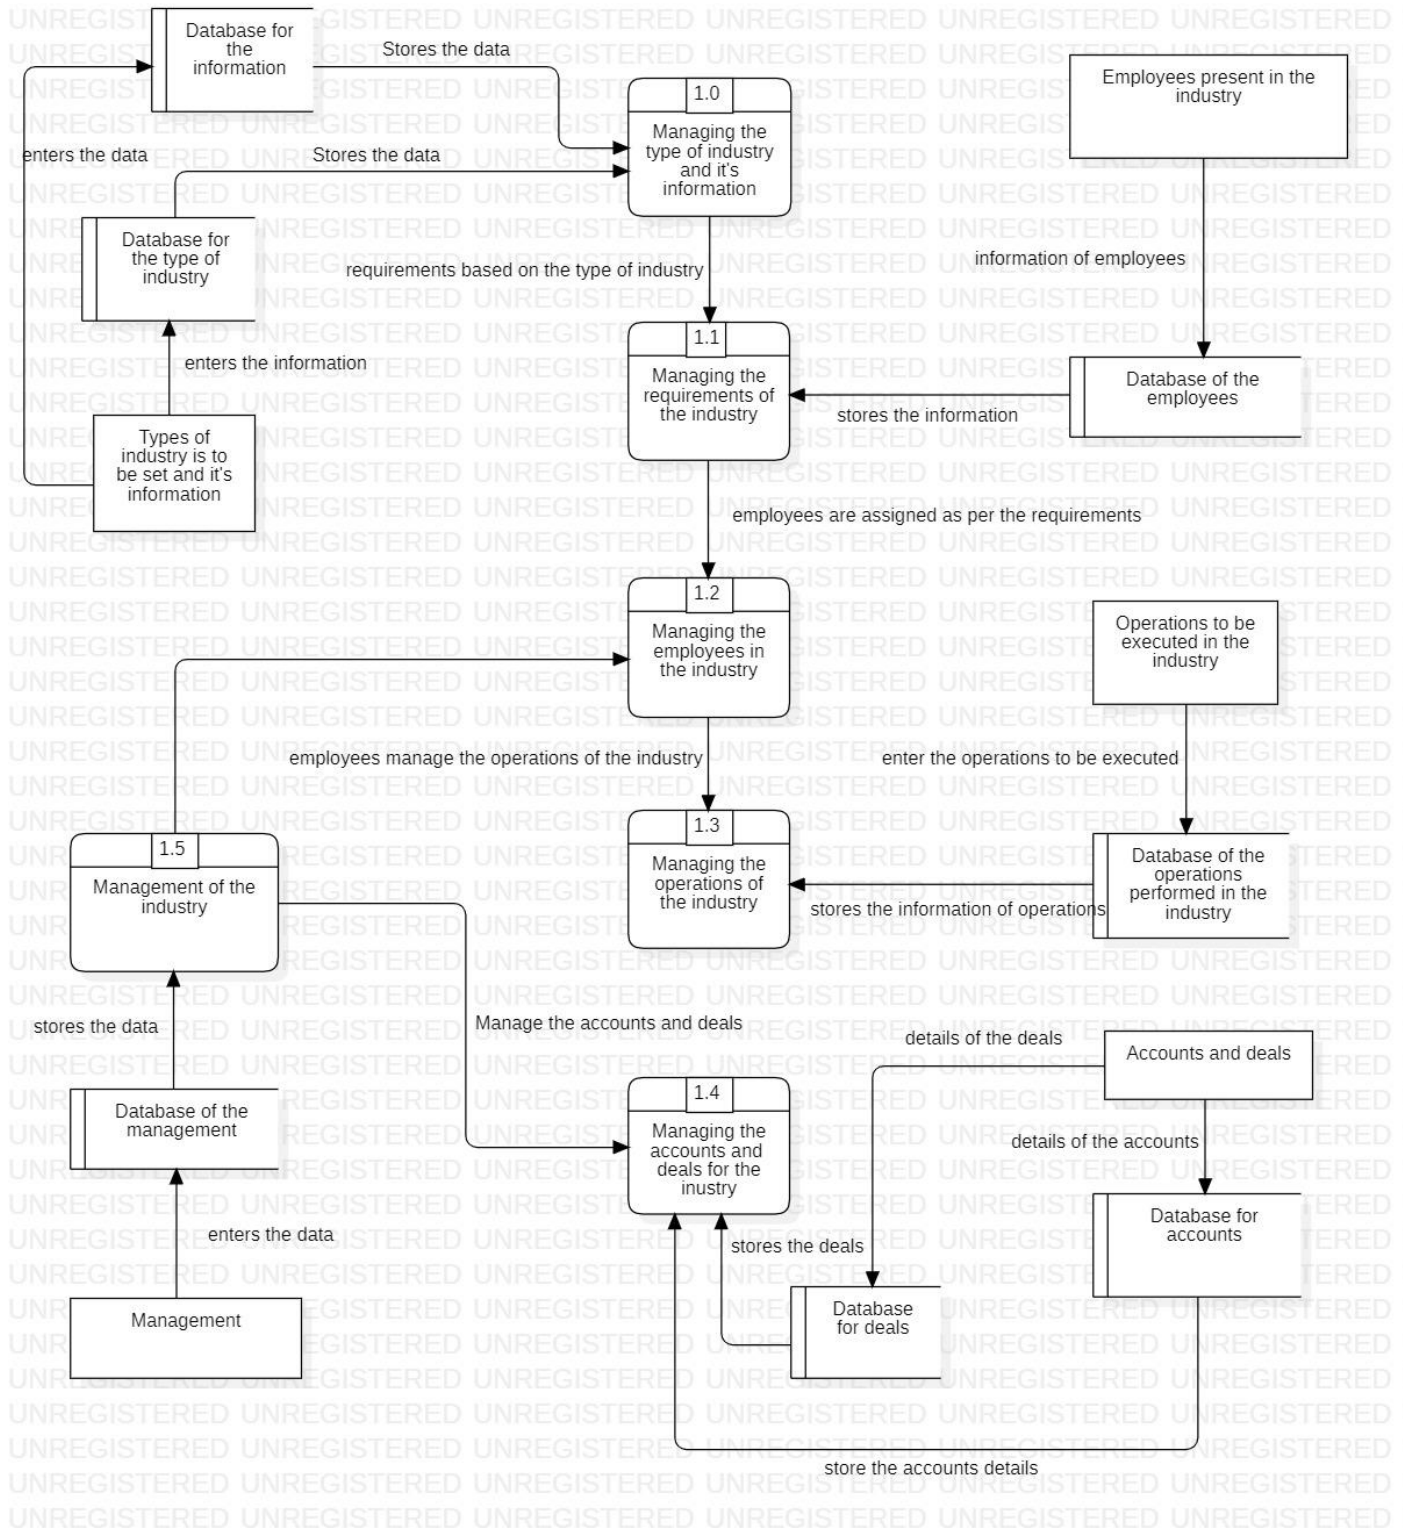 Database for
the
information
Stores the data
1.0
Managing the
type of industry
and it's
information
Employees present in the
industry
enters the data
Stores the data
Database for
the type of
industry
requirements based on the type of industry
information of employees
1.1
Managing the
requirements of
the industry
enters the information
Database of the
employees
stores the information
Types of
industry is to
be set and it's
information
employees are assigned as per the requirements
1.2
Managing the
employees in
the industry
Operations to be
executed in the
industry
employees manage the operations of the industry
enter the operations to be executed
1.3
Managing the
operations of
the industry
1.5
Management of the
industry
Database of the
operations
performed in the
industry
stores the information of operations
stores the data
Manage the accounts and deals
details of the deals
Accounts and deals
1.4
Managing the
accounts and
deals for the
inustry
Database of the
management
details of the accounts
Database for
accounts
enters the data
stores the deals
Management
Database
for deals
store the accounts details
UNREGISTERED